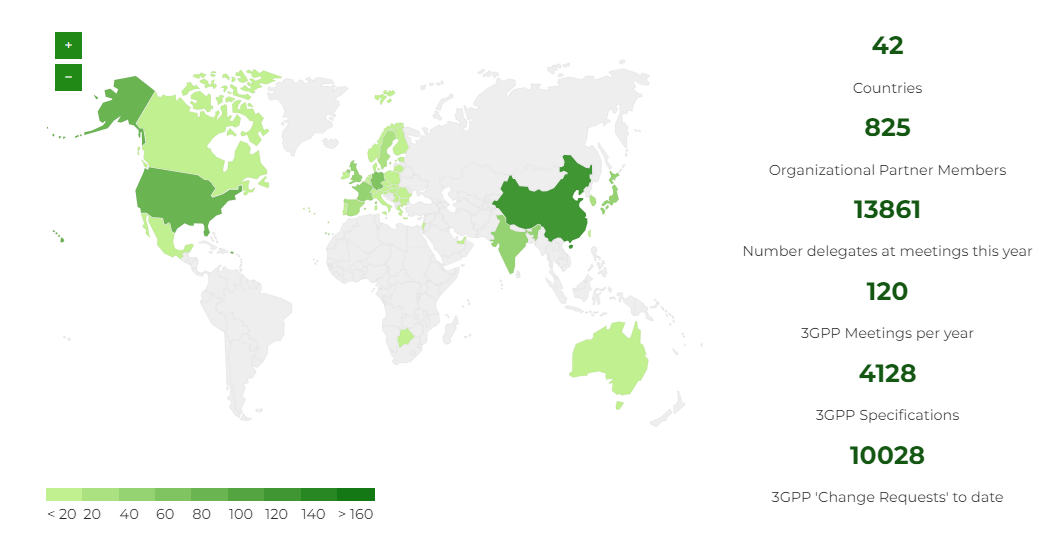 +
−
42
Countries
825
Organizational Partner Members
13861
Number delegates at meetings this year
120
3GPP Meetings per year
4128
3GPP Specifications
10028
3GPP 'Change Requests' to date
< 20 20 40 60 80 100 120 140 > 160